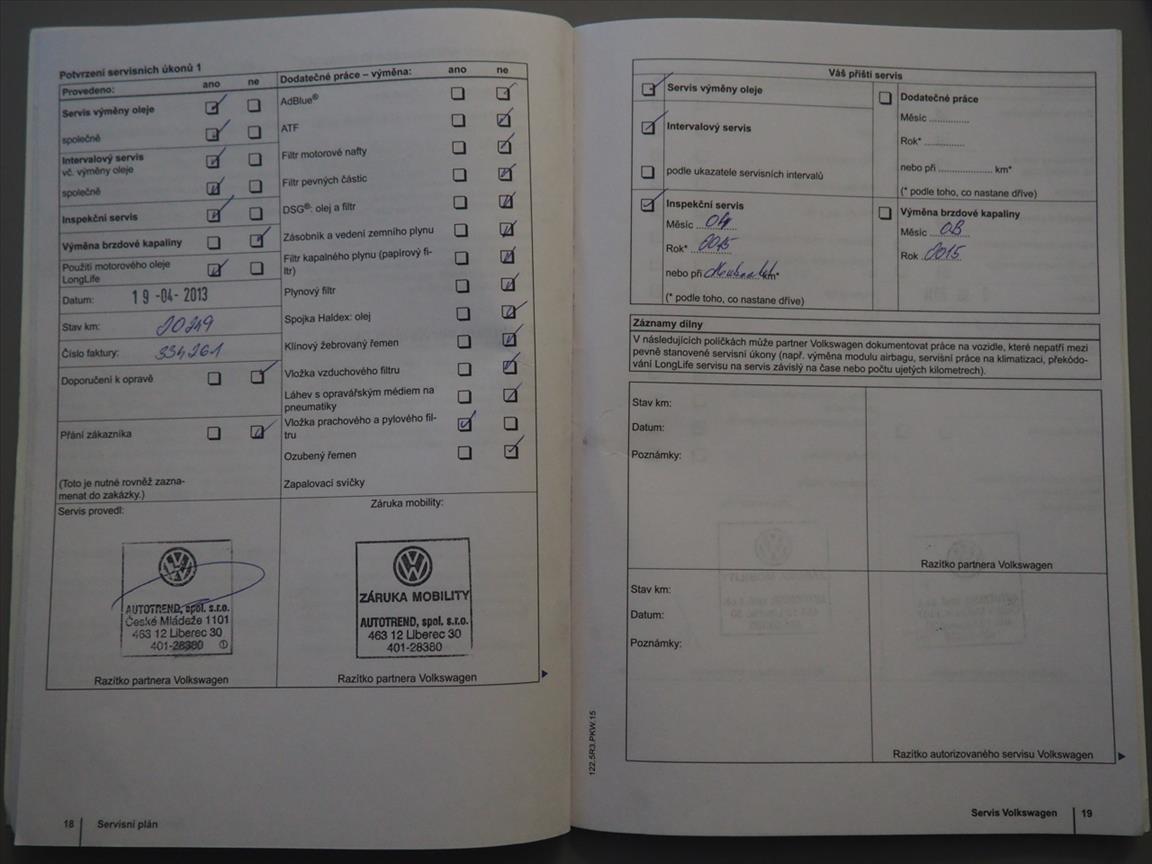 Potvrzení servisních úkonů 1
Provedeno: ano ne
Servis výměny oleje
společně
Intervalový servis
vč. výměny oleje
společně
Inspekční servis
Výměna brzdové kapaliny
Použití motorového oleje
LongLife
Datum: 19-04-2013
Stav km: 20249
Číslo faktury: 334261
Doporučení k opravě
Přání zákazníka
(Toto je nutné rovněž zazna-
menat do zakázky.)
Dodatečné práce – výměna: ano ne
AdBlue®
ATF
Filtr motorové nafty
Filtr pevných částic
DSG®: olej a filtr
Zásobník a vedení zemního plynu
Filtr kapalného plynu (papírový fi-
ltr)
Plynový filtr
Spojka Haldex: olej
Klínový žebrovaný řemen
Vložka vzduchového filtru
Láhev s opravářským médiem na
pneumatiky
Vložka prachového a pylového fil-
tru
Ozubený řemen
Zapalovací svíčky
Servis provedl:
AUTOTREND, spol. s.r.o.
České Mládeže 1101
463 12 Liberec 30
401-28380 ①
Razítko partnera Volkswagen
Záruka mobility:
ZÁRUKA MOBILITY
AUTOTREND, spol. s.r.o.
463 12 Liberec 30
401-28380
Razítko partnera Volkswagen
18 Servisní plán
Váš příští servis
Servis výměny oleje
Intervalový servis
podle ukazatele servisních intervalů
Inspekční servis
Měsíc 04
Rok* 2015
nebo při km*
(* podle toho, co nastane dříve)
Dodatečné práce
Měsíc ..............
Rok* ..............
nebo při ................... km*
(* podle toho, co nastane dříve)
Výměna brzdové kapaliny
Měsíc 08
Rok 2015
Záznamy dílny
V následujících políčkách může partner Volkswagen dokumentovat práce na vozidle, které nepatří mezi
pevně stanovené servisní úkony (např. výměna modulu airbagu, servisní práce na klimatizaci, překódo-
vání LongLife servisu na servis závislý na čase nebo počtu ujetých kilometrech).
Stav km:
Datum:
Poznámky:
Razítko partnera Volkswagen
Stav km:
Datum:
Poznámky:
Razítko autorizovaného servisu Volkswagen
122.5R3.PKW.15
Servis Volkswagen 19